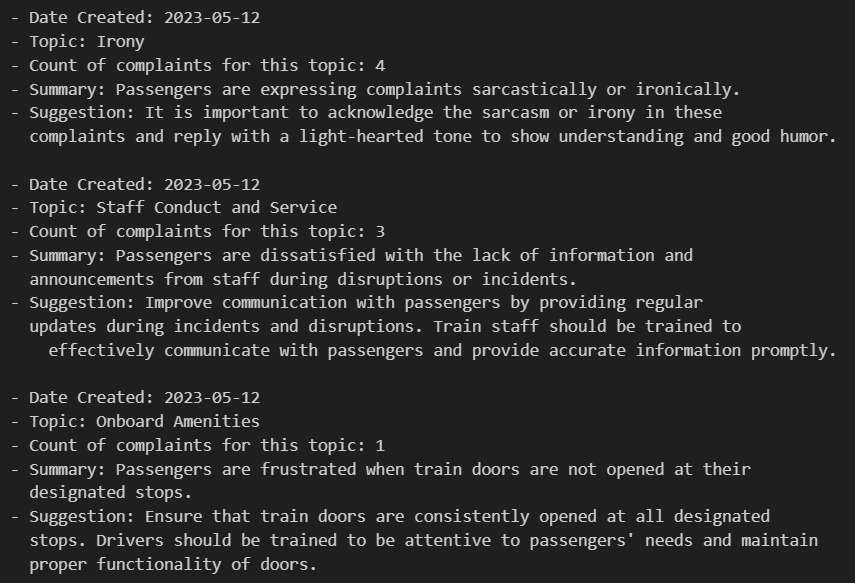 - Date Created: 2023-05-12
- Topic: Irony
- Count of complaints for this topic: 4
- Summary: Passengers are expressing complaints sarcastically or ironically.
- Suggestion: It is important to acknowledge the sarcasm or irony in these
complaints and reply with a light-hearted tone to show understanding and good humor.

- Date Created: 2023-05-12
- Topic: Staff Conduct and Service
- Count of complaints for this topic: 3
- Summary: Passengers are dissatisfied with the lack of information and
announcements from staff during disruptions or incidents.
- Suggestion: Improve communication with passengers by providing regular
updates during incidents and disruptions. Train staff should be trained to
effectively communicate with passengers and provide accurate information promptly.

- Date Created: 2023-05-12
- Topic: Onboard Amenities
- Count of complaints for this topic: 1
- Summary: Passengers are frustrated when train doors are not opened at their
designated stops.
- Suggestion: Ensure that train doors are consistently opened at all designated
stops. Drivers should be trained to be attentive to passengers' needs and maintain
proper functionality of doors.